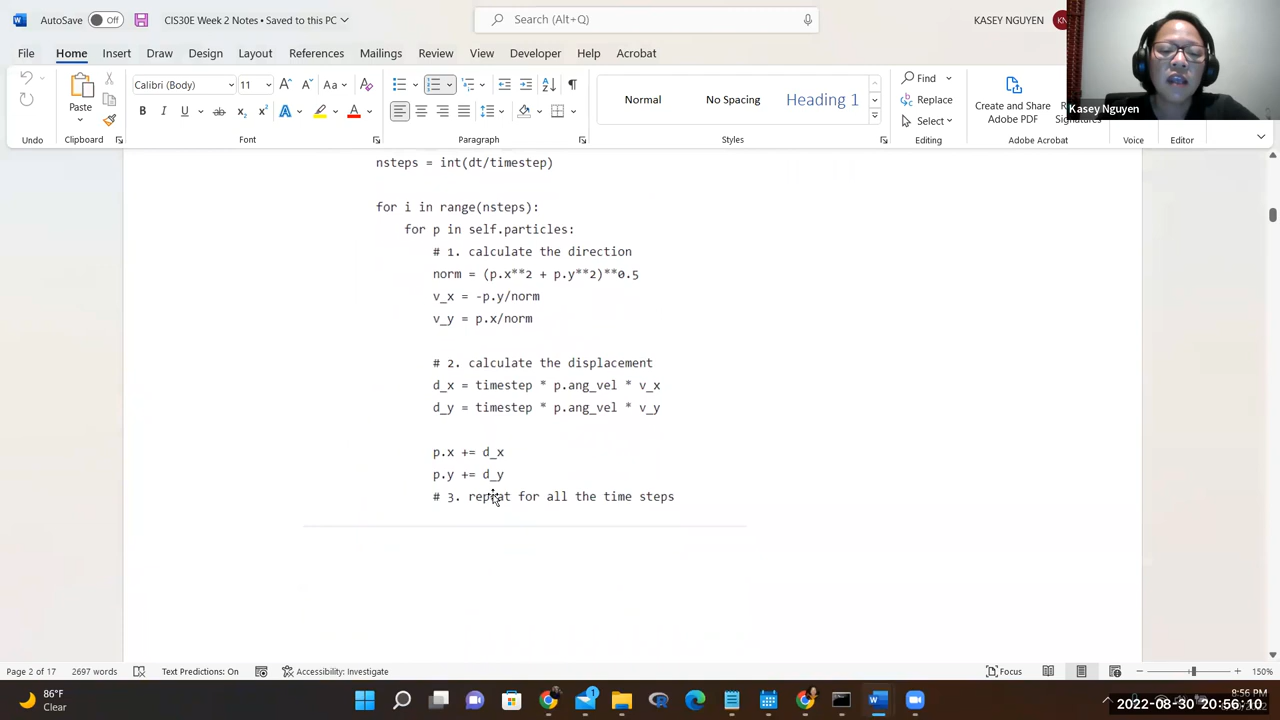 AutoSave Off CIS30E Week 2 Notes • Saved to this PC Search (Alt+Q) KASEY NGUYEN
File Home Insert Draw Design Layout References Mailings Review View Developer Help Acrobat
Calibri (Body) 11 Aa
Paste
Normal No Spacing Heading 1
Find
Replace
Select
Create and Share
Adobe PDF
Signatures
Kasey Nguyen
Undo Clipboard Font Paragraph Styles Editing Adobe Acrobat Voice Editor
nsteps = int(dt/timestep)
for i in range(nsteps):
for p in self.particles:
# 1. calculate the direction
norm = (p.x**2 + p.y**2)**0.5
v_x = -p.y/norm
v_y = p.x/norm
# 2. calculate the displacement
d_x = timestep * p.ang_vel * v_x
d_y = timestep * p.ang_vel * v_y
p.x += d_x
p.y += d_y
# 3. repeat for all the time steps
Page 2 of 17 2697 words Text Predictions: On Accessibility: Investigate Focus 150%
86°F
Clear
8:56 PM
2022-08-30 20:56:10